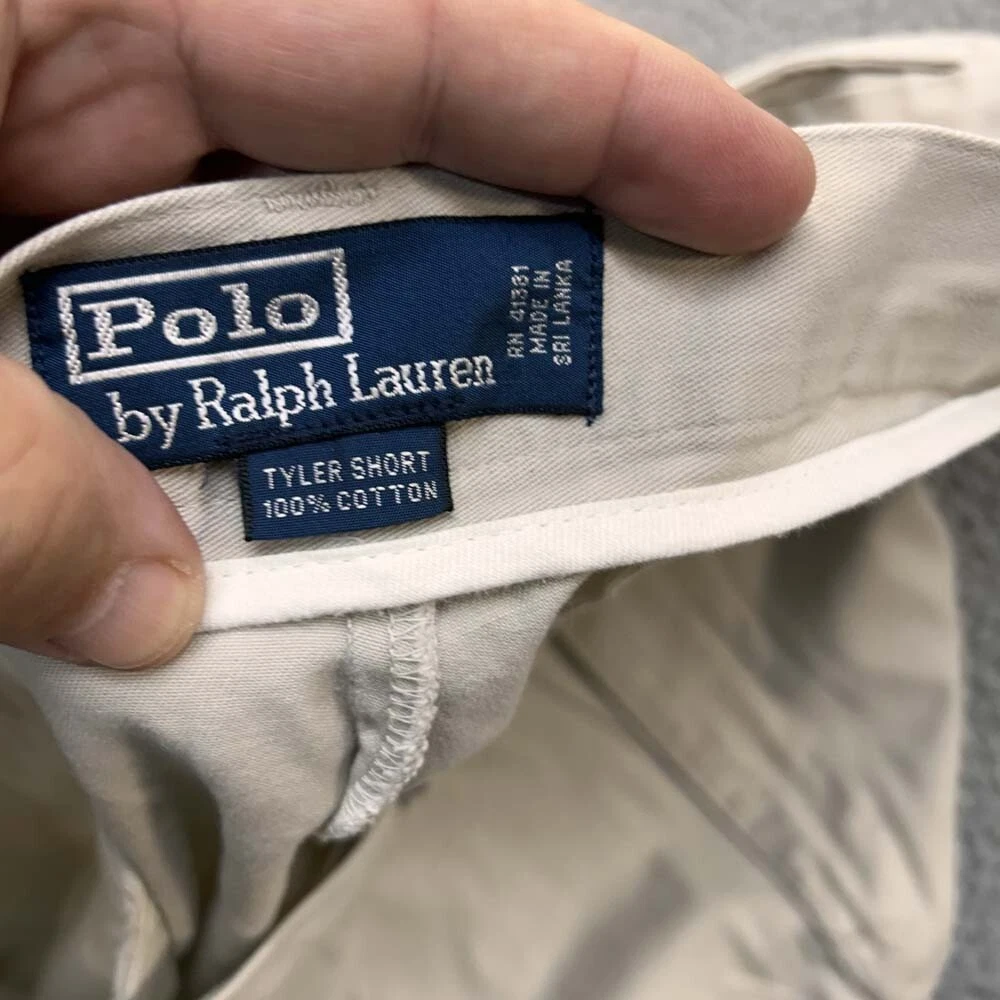 Polo
by Ralph Lauren
RN 41381
MADE IN
SRI LANKA
TYLER SHORT
100% COTTON